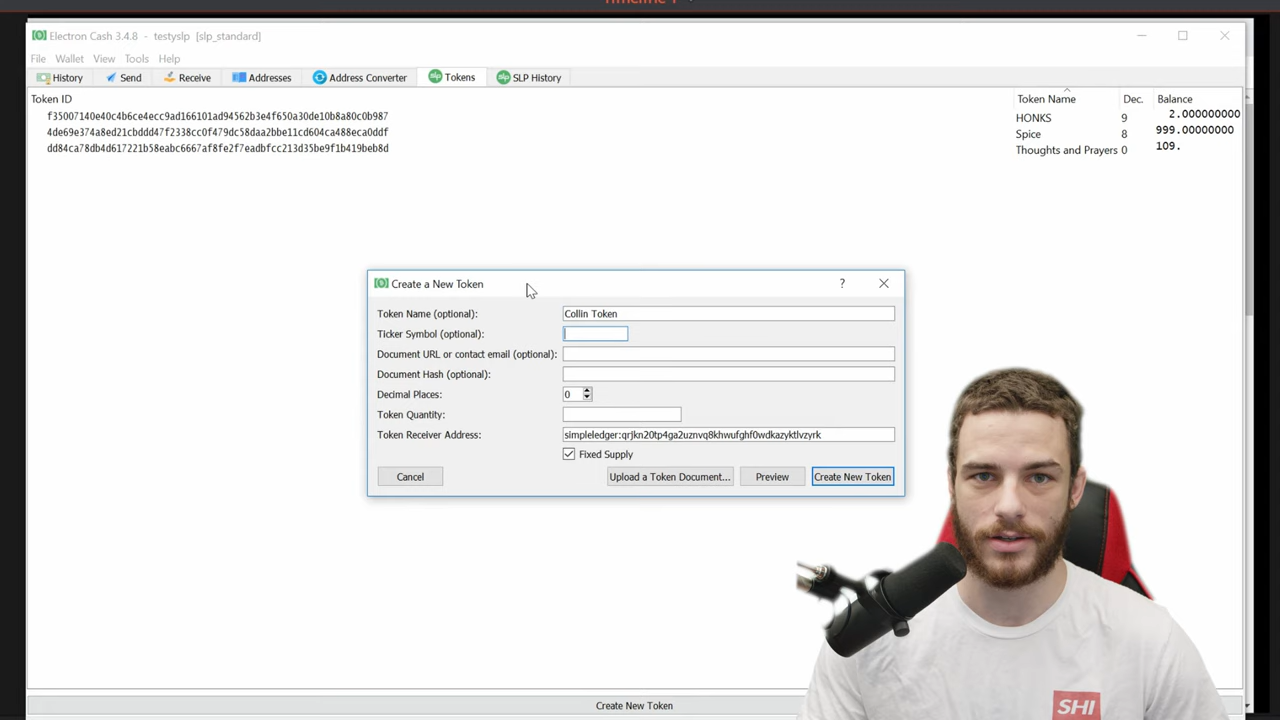 Electron Cash 3.4.8 - testyslp [slp_standard]
File Wallet View Tools Help
History Send Receive Addresses Address Converter slp Tokens slp SLP History
Token ID Token Name Dec. Balance
f35007140e40c4b6ce4ecc9ad166101ad94562b3e4f650a30de10b8a80c0b987 HONKS 9 2.000000000
4de69e374a8ed21cbddd47f2338cc0f479dc58daa2bbe11cd604ca488eca0ddf Spice 8 999.00000000
dd84ca78db4d617221b58eabc6667af8fe2f7eadbfcc213d35be9f1b419beb8d Thoughts and Prayers 0 109.
Create a New Token ?
Token Name (optional): Collin Token
Ticker Symbol (optional):
Document URL or contact email (optional):
Document Hash (optional):
Decimal Places: 0
Token Quantity:
Token Receiver Address: simpleledger:qrjkn20tp4ga2uznvq8khwufghf0wdkazyktlvzyrk
Fixed Supply
Cancel Upload a Token Document... Preview Create New Token
SHI
Create New Token